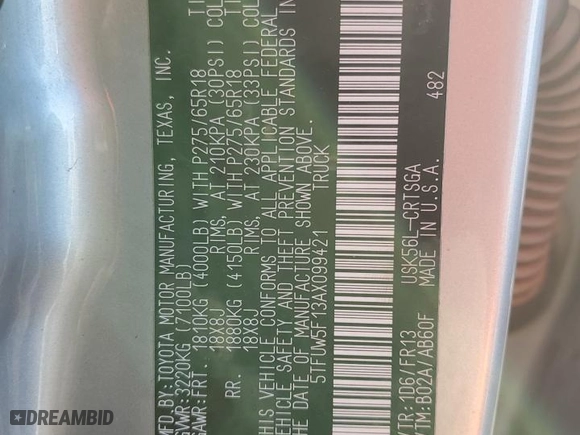 MFD.BY:TOYOTA MOTOR MANUFACTURING, TEXAS, INC.
GVWR:3220KG (7100LB)
GAWR:FRT. 1810KG (4000LB) WITH P275/65R18
18X8J RIMS, AT 210KPA (30PSI) COL
RR. 1880KG (4150LB) WITH P275/65R18
18X8J RIMS, AT 230KPA (33PSI) COL
THIS VEHICLE CONFORMS TO ALL APPLICABLE FEDERAL
VEHICLE SAFETY AND THEFT PREVENTION STANDARDS IN
THE DATE OF MANUFACTURE SHOWN ABOVE.
5TFUW5F13AX099421 TRUCK
C/TR:1D6/FR13 USK56L-CRTSGA
A/TM:B02A/AB60F MADE IN U.S.A. 482
DREAMBID